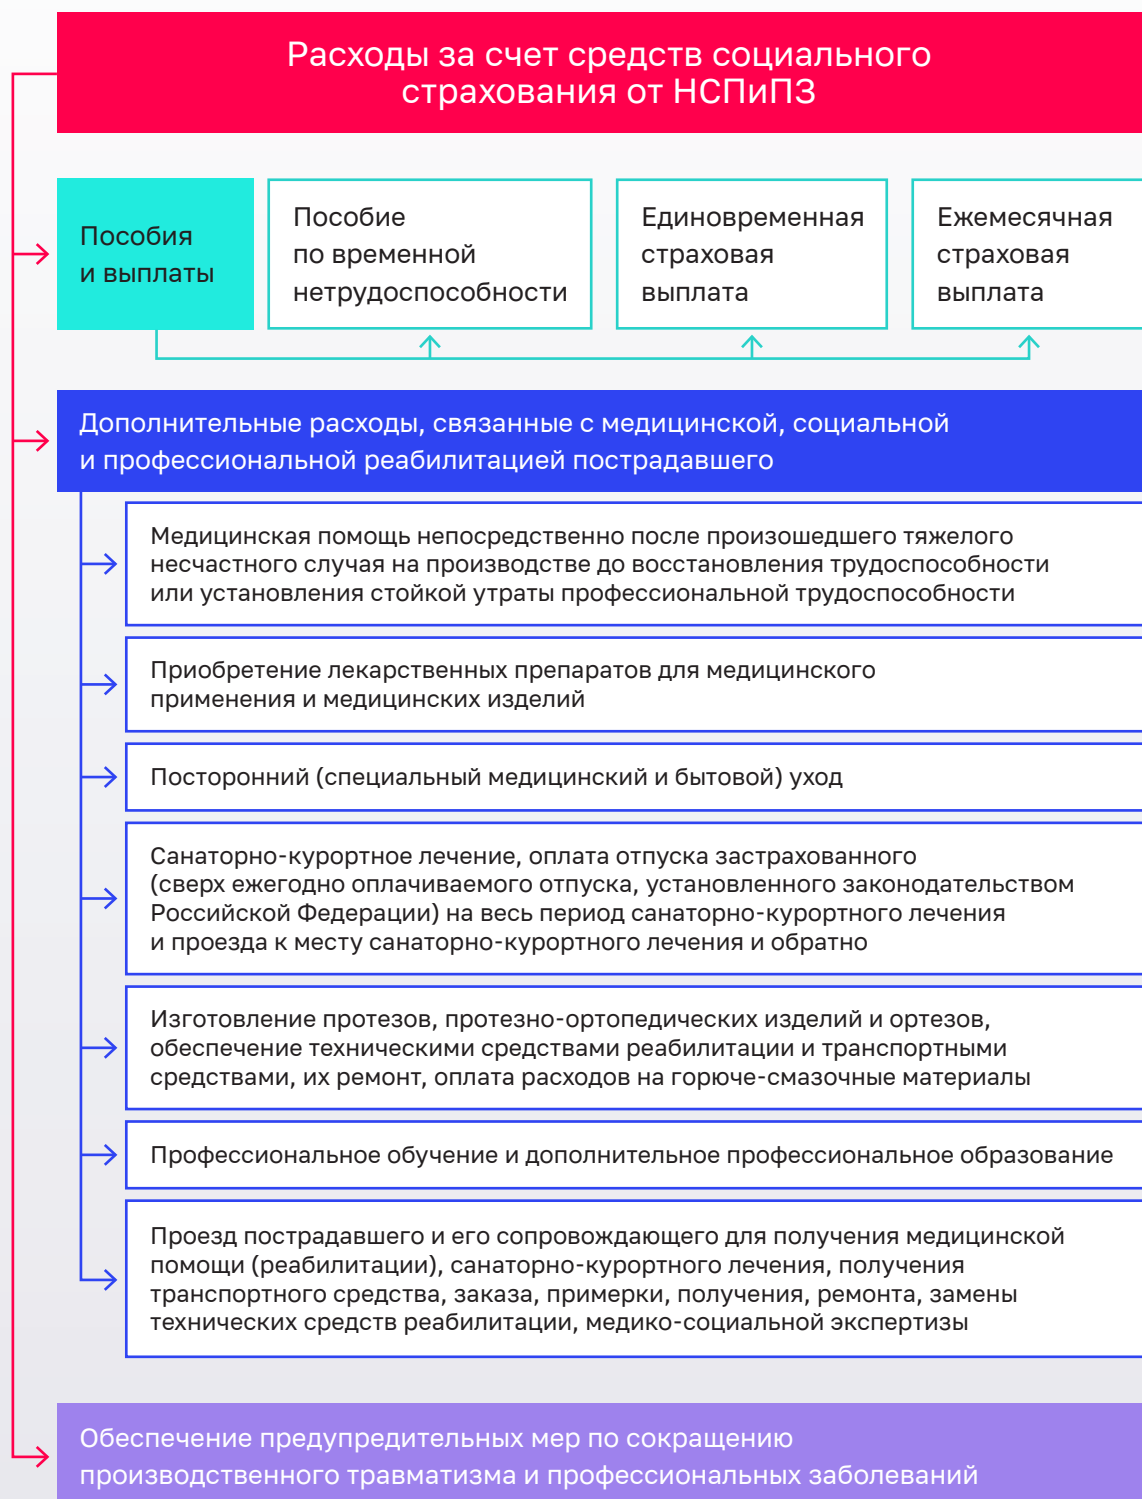 Расходы за счет средств социального
страхования от НСПиПЗ
Пособия
и выплаты
Пособие
по временной
нетрудоспособности
Единовременная
страховая
выплата
Ежемесячная
страховая
выплата
Дополнительные расходы, связанные с медицинской, социальной
и профессиональной реабилитацией пострадавшего
Медицинская помощь непосредственно после произошедшего тяжелого
несчастного случая на производстве до восстановления трудоспособности
или установления стойкой утраты профессиональной трудоспособности
Приобретение лекарственных препаратов для медицинского
применения и медицинских изделий
Посторонний (специальный медицинский и бытовой) уход
Санаторно-курортное лечение, оплата отпуска застрахованного
(сверх ежегодно оплачиваемого отпуска, установленного законодательством
Российской Федерации) на весь период санаторно-курортного лечения
и проезда к месту санаторно-курортного лечения и обратно
Изготовление протезов, протезно-ортопедических изделий и ортезов,
обеспечение техническими средствами реабилитации и транспортными
средствами, их ремонт, оплата расходов на горюче-смазочные материалы
Профессиональное обучение и дополнительное профессиональное образование
Проезд пострадавшего и его сопровождающего для получения медицинской
помощи (реабилитации), санаторно-курортного лечения, получения
транспортного средства, заказа, примерки, получения, ремонта, замены
технических средств реабилитации, медико-социальной экспертизы
Обеспечение предупредительных мер по сокращению
производственного травматизма и профессиональных заболеваний